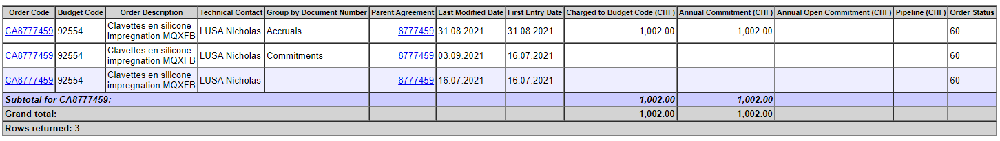 Order Code Budget Code Order Description Technical Contact Group by Document Number Parent Agreement Last Modified Date First Entry Date Charged to Budget Code (CHF) Annual Commitment (CHF) Annual Open Commitment (CHF) Pipeline (CHF) Order Status
CA8777459 92554 Clavettes en silicone impregnation MQXFB LUSA Nicholas Accruals 8777459 31.08.2021 31.08.2021 1,002.00 1,002.00 60
CA8777459 92554 Clavettes en silicone impregnation MQXFB LUSA Nicholas Commitments 8777459 03.09.2021 16.07.2021 60
CA8777459 92554 Clavettes en silicone impregnation MQXFB LUSA Nicholas 8777459 16.07.2021 16.07.2021 60
Subtotal for CA8777459: 1,002.00 1,002.00
Grand total: 1,002.00 1,002.00
Rows returned: 3